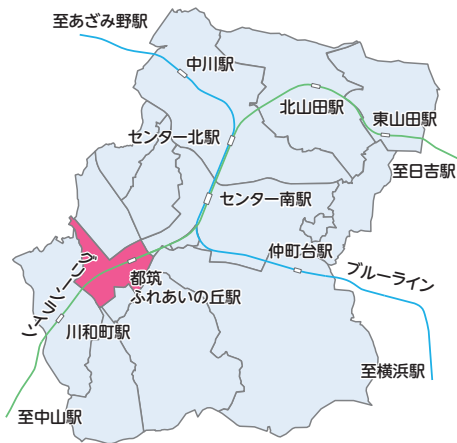 至あざみ野駅
中川駅
北山田駅
東山田駅
センター北駅
至日吉駅
センター南駅
仲町台駅
ブルーライン
グリーンライン
都筑
ふれあいの丘駅
川和町駅
至横浜駅
至中山駅